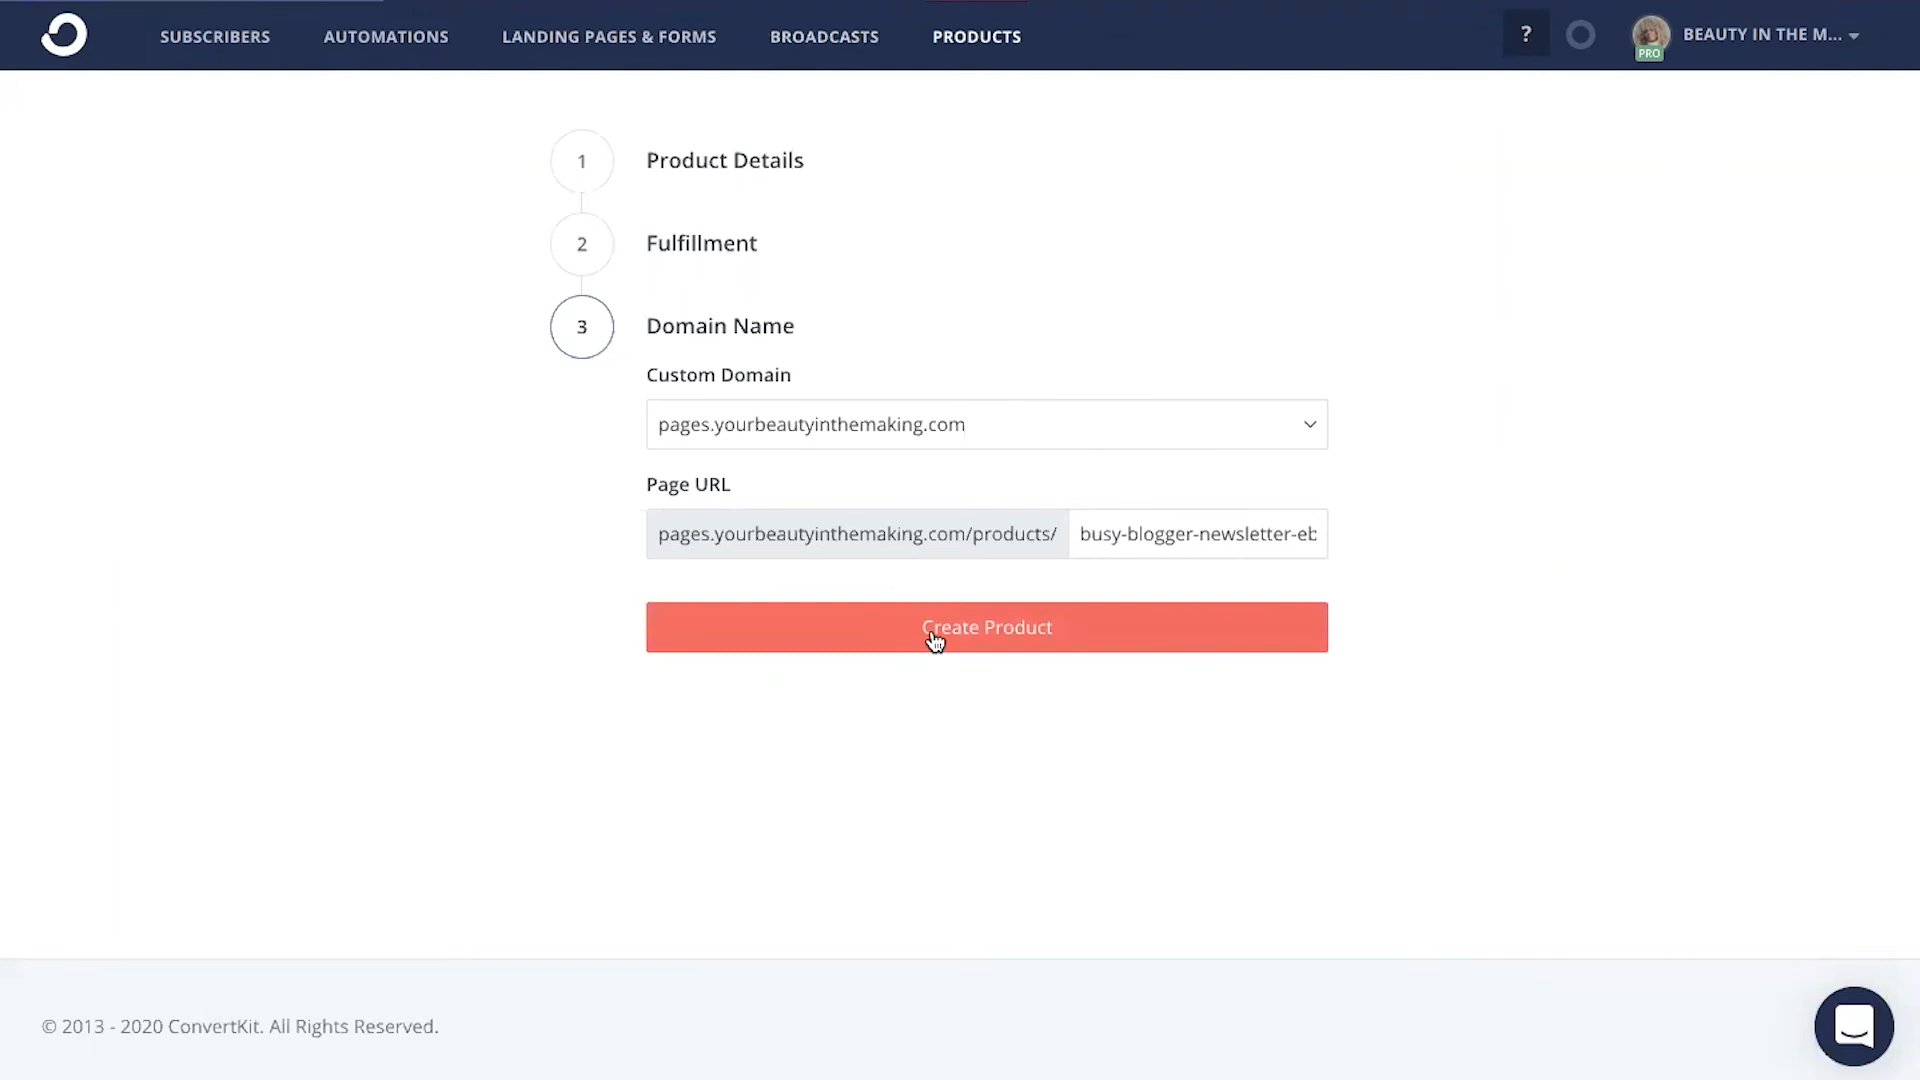 SUBSCRIBERS AUTOMATIONS LANDING PAGES & FORMS BROADCASTS PRODUCTS ? PRO BEAUTY IN THE M...
1 Product Details
2 Fulfillment
3 Domain Name
Custom Domain
pages.yourbeautyinthemaking.com
Page URL
pages.yourbeautyinthemaking.com/products/ busy-blogger-newsletter-eb
Create Product
© 2013 - 2020 ConvertKit. All Rights Reserved.